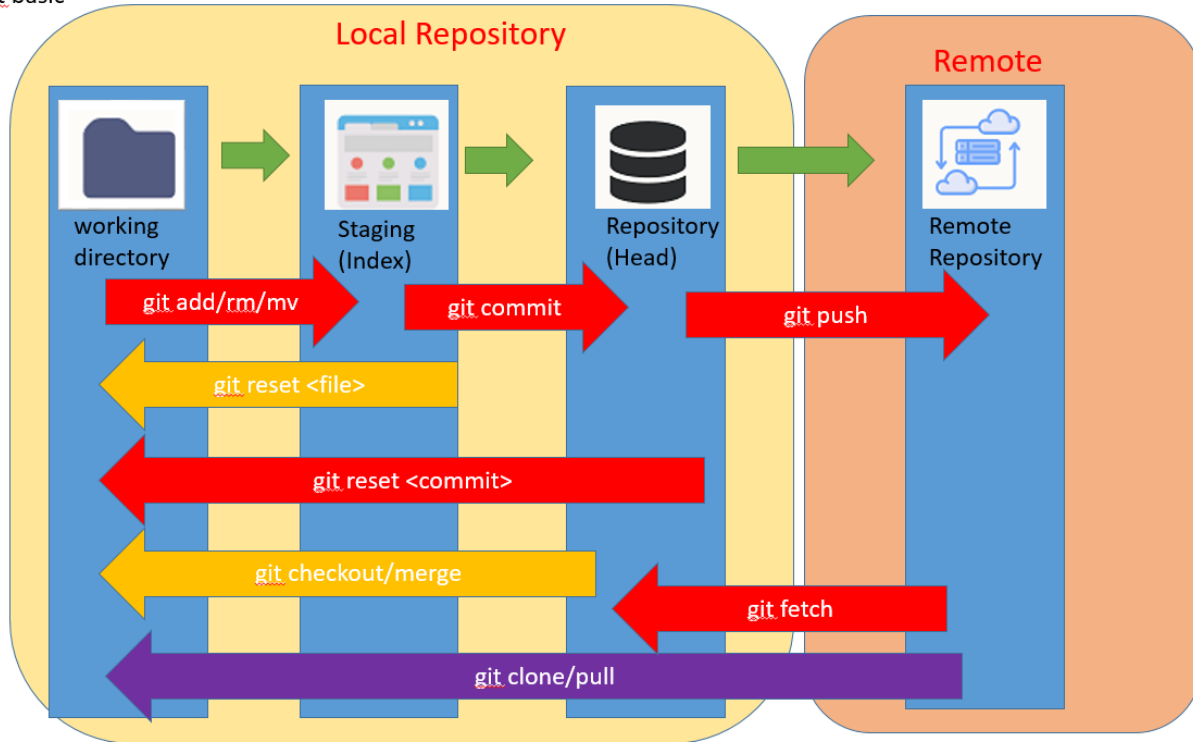 basic
Local Repository
Remote
working
directory
Staging
(Index)
Repository
(Head)
Remote
Repository
git add/rm/mv
git commit
git push
git reset <file>
git reset <commit>
git checkout/merge
git fetch
git clone/pull